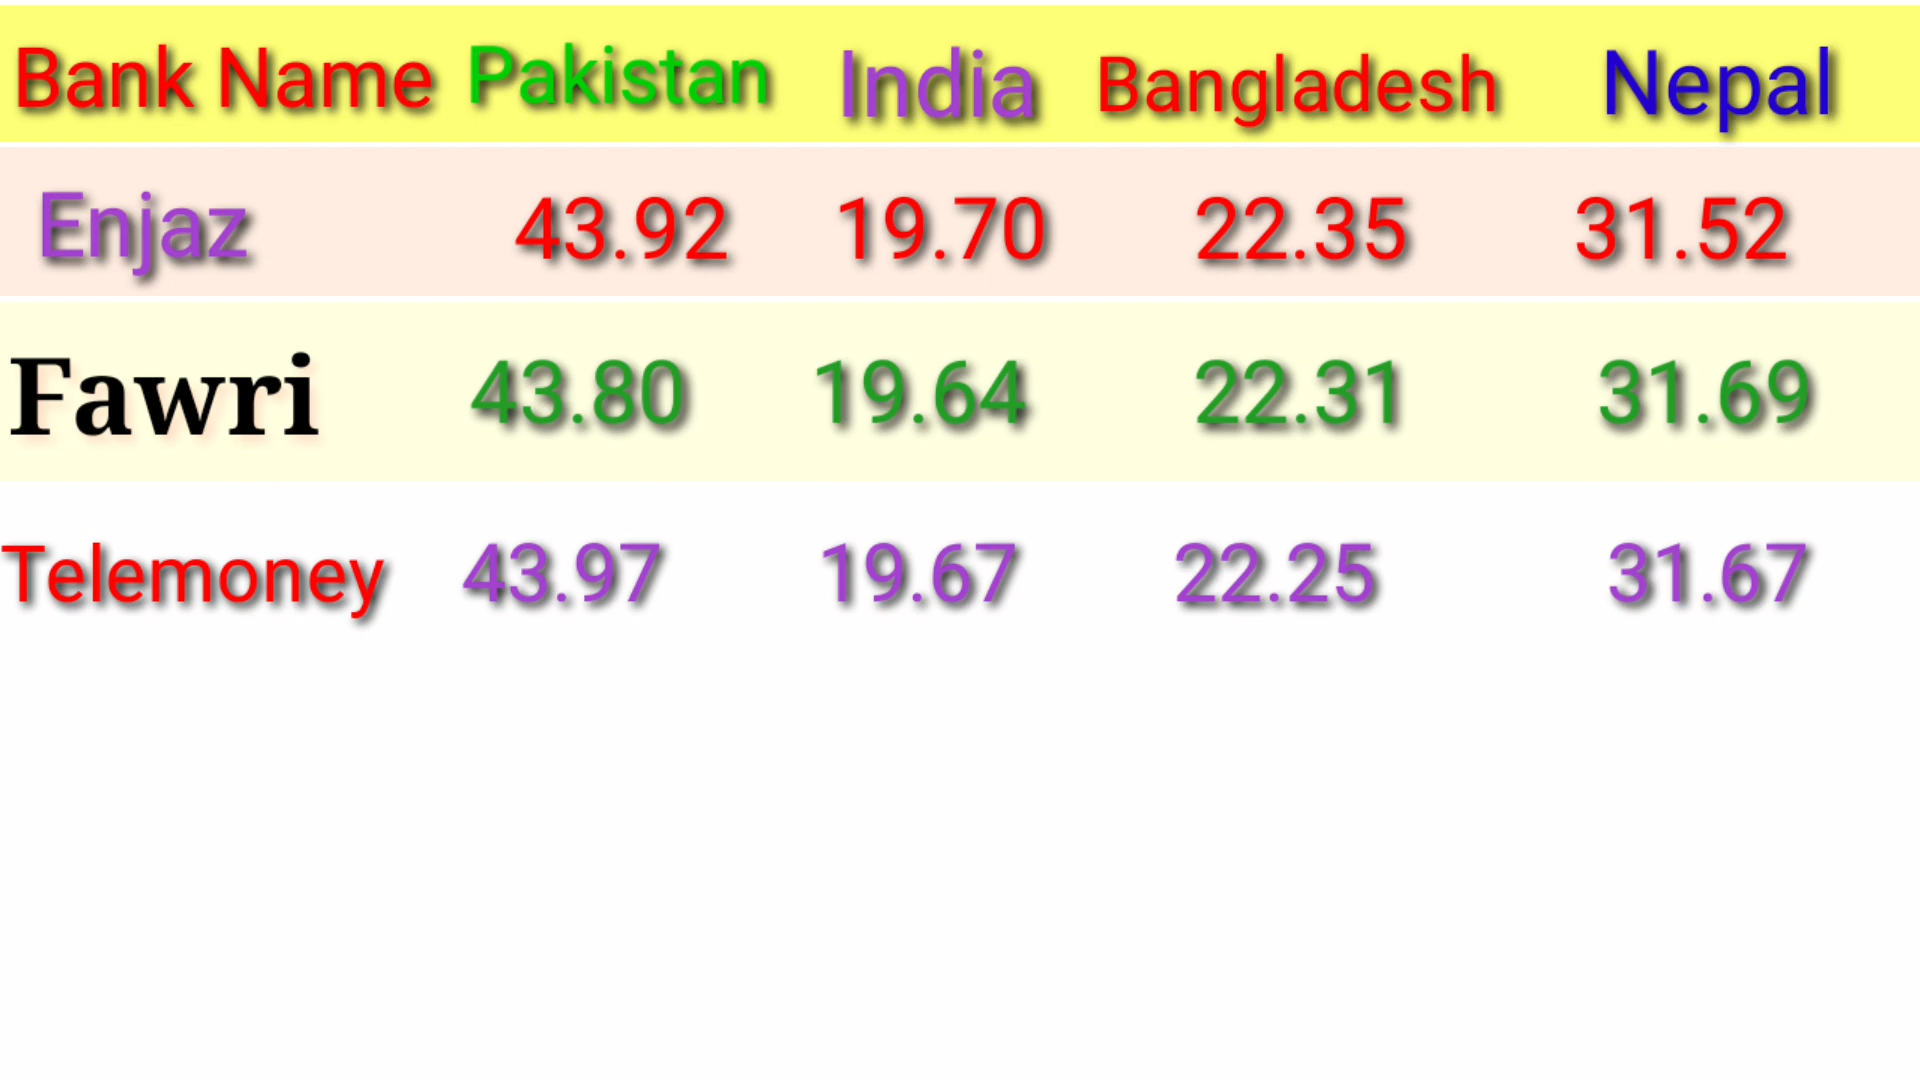 Bank Name Pakistan India Bangladesh Nepal
Enjaz 43.92 19.70 22.35 31.52
Fawri 43.80 19.64 22.31 31.69
Telemoney 43.97 19.67 22.25 31.67